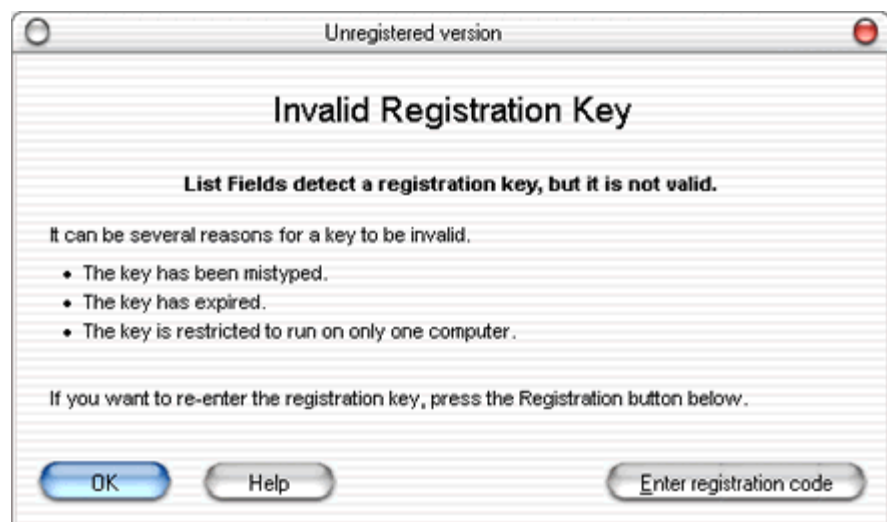 Unregistered version
Invalid Registration Key
List Fields detect a registration key, but it is not valid.
It can be several reasons for a key to be invalid.
• The key has been mistyped.
• The key has expired.
• The key is restricted to run on only one computer.
If you want to re-enter the registration key, press the Registration button below.
OK
Help
Enter registration code